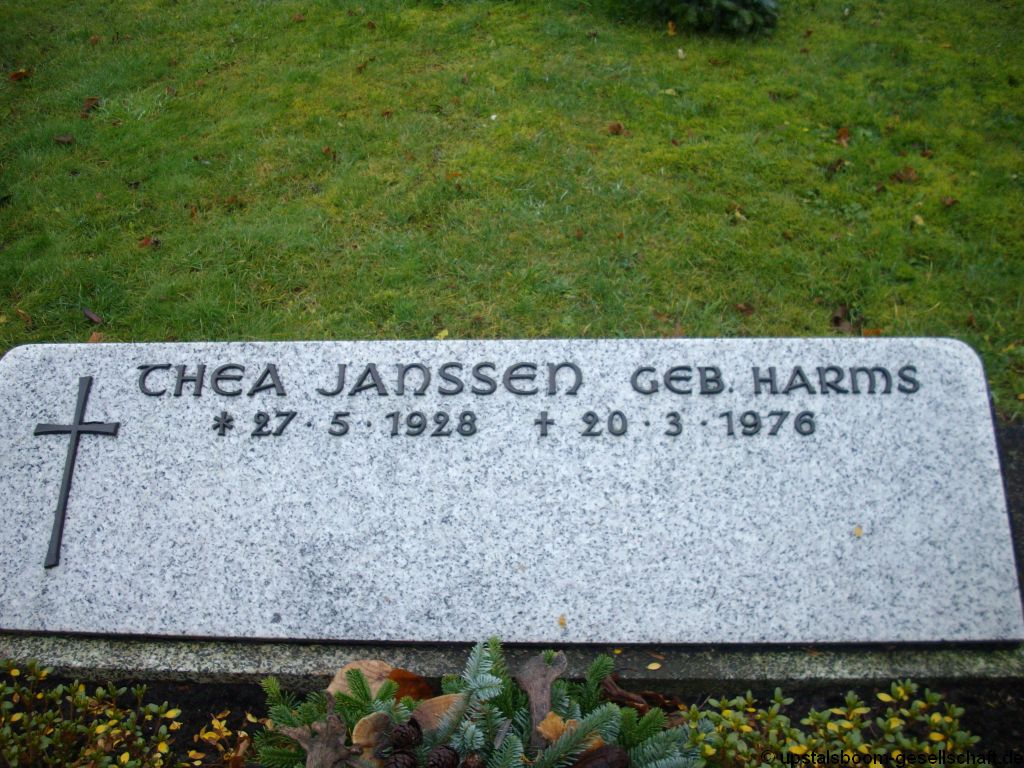 THEA JANSSEN GEB. HARMS
* 27·5·1928 † 20·3·1976
© upstalsboom-gesellschaft.de